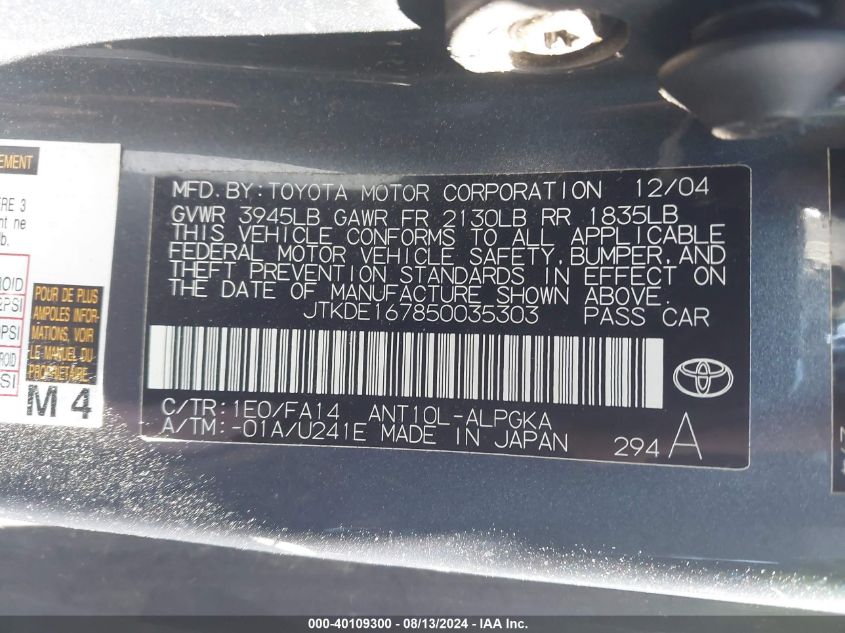 EMENT
RE 3
nt ne
b.
ROID
EPSI
PSI
ROID
SI
POUR DE PLUS
AMPOLES INFOR-
MATIONS, VOIR
LE MANUEL DU
PROPRIETAIRE.
M 4
MFD. BY: TOYOTA MOTOR CORPORATION 12/04
GVWR 3945LB GAWR FR 2130LB RR 1835LB
THIS VEHICLE CONFORMS TO ALL APPLICABLE
FEDERAL MOTOR VEHICLE SAFETY, BUMPER, AND
THEFT PREVENTION STANDARDS IN EFFECT ON
THE DATE OF MANUFACTURE SHOWN ABOVE.
JTKDE167850035303 PASS CAR
C/TR: 1E0/FA14 ANT10L-ALPGKA
A/TM: -01A/U241E MADE IN JAPAN
294 A
000-40109300 - 08/13/2024 - IAA Inc.